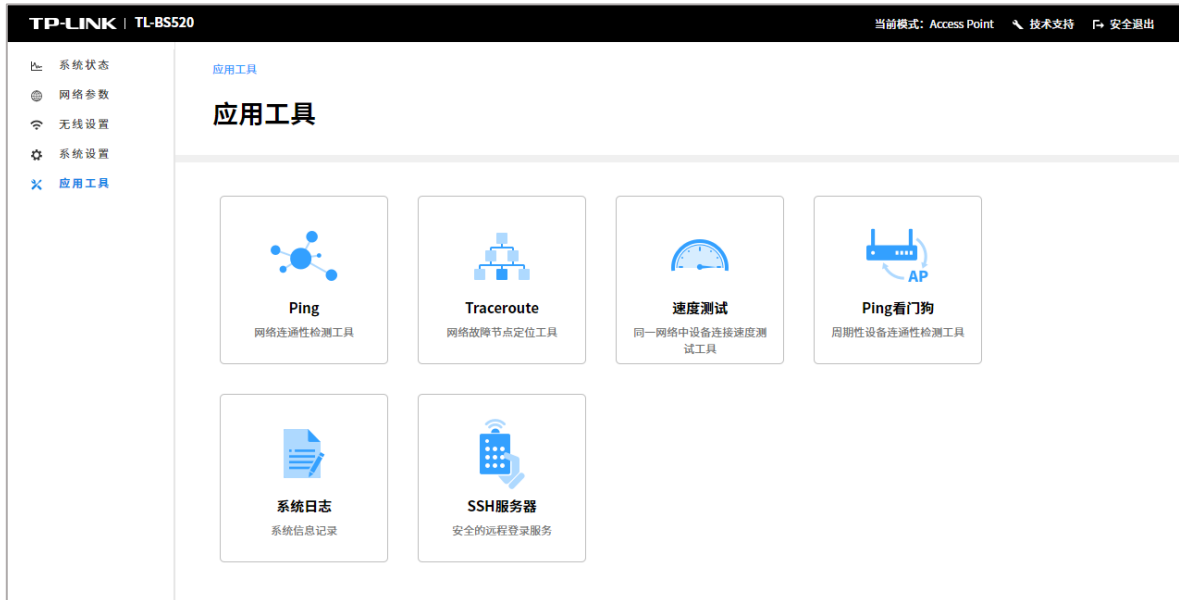 TP-LINK | TL-BS520
当前模式：Access Point 技术支持 安全退出
系统状态
网络参数
无线设置
系统设置
应用工具
应用工具
应用工具
Ping
网络连通性检测工具
Traceroute
网络故障节点定位工具
速度测试
同一网络中设备连接速度测
试工具
AP
Ping看门狗
周期性设备连通性检测工具
系统日志
系统信息记录
SSH服务器
安全的远程登录服务